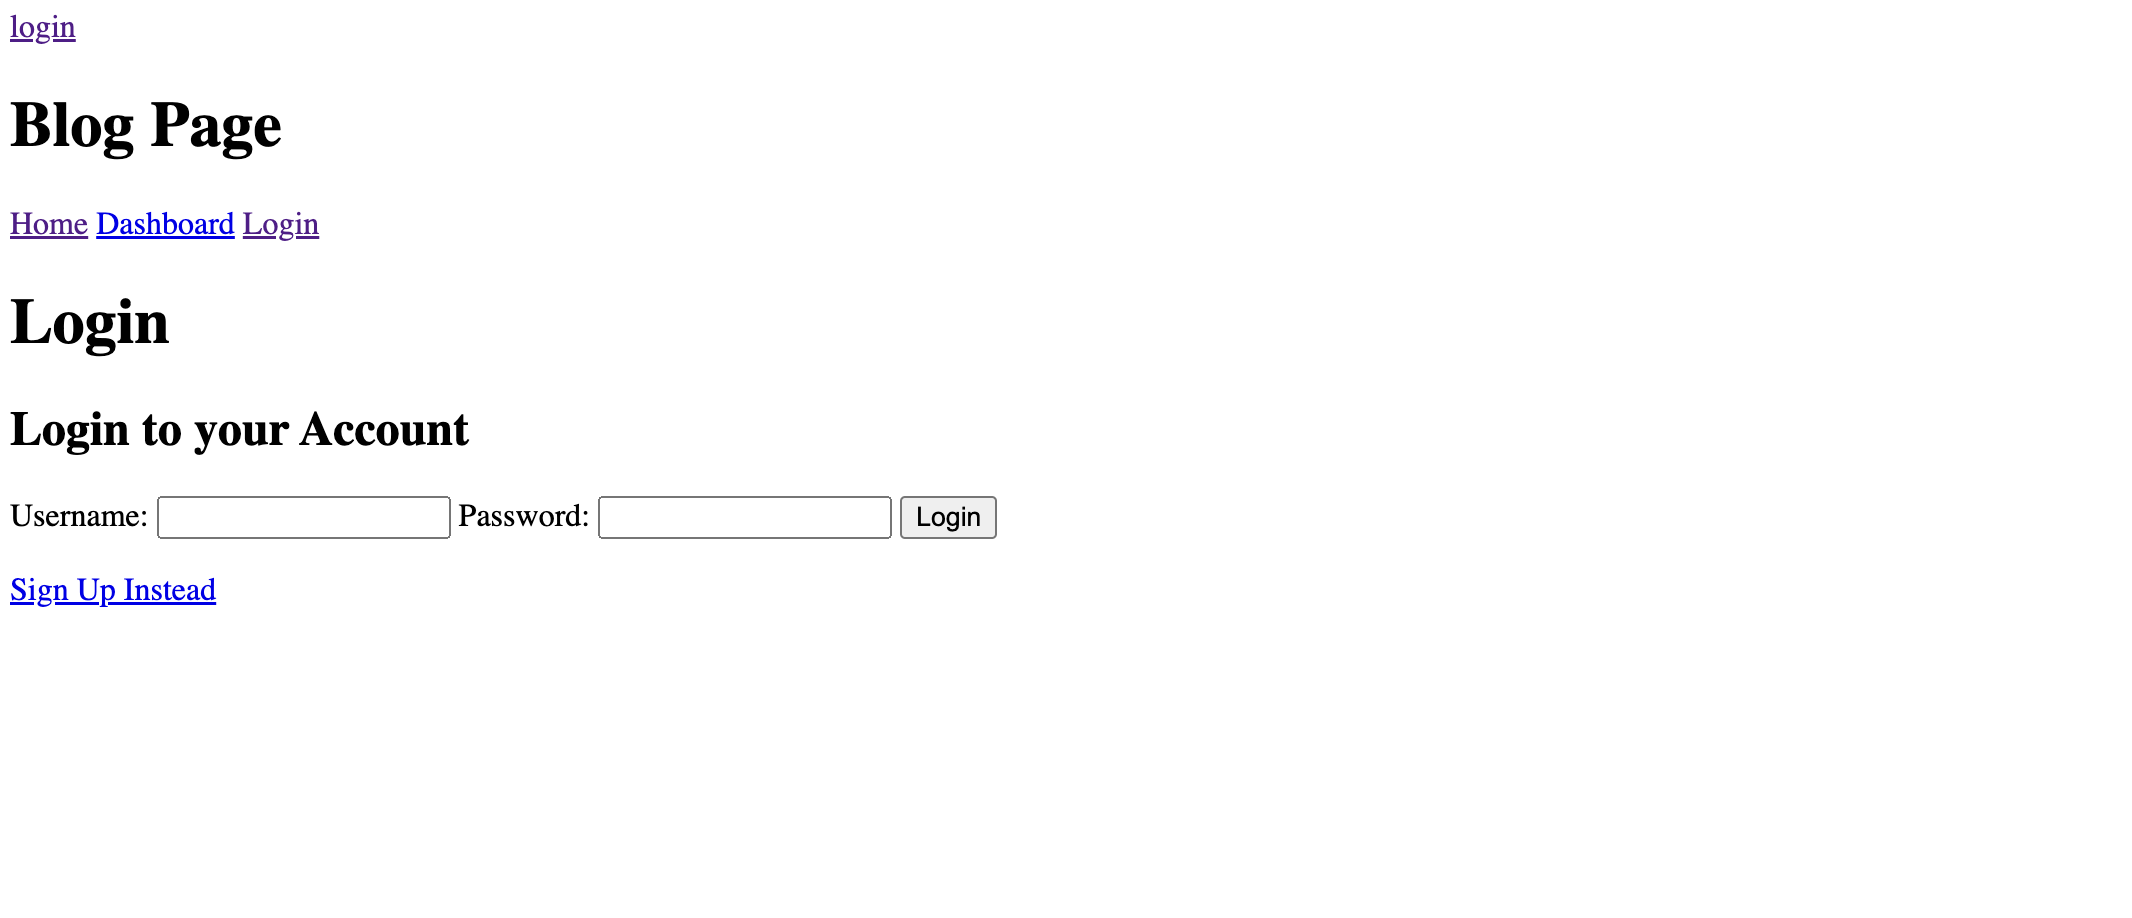 login
Blog Page
Home Dashboard Login
Login
Login to your Account
Username: Password: Login
Sign Up Instead